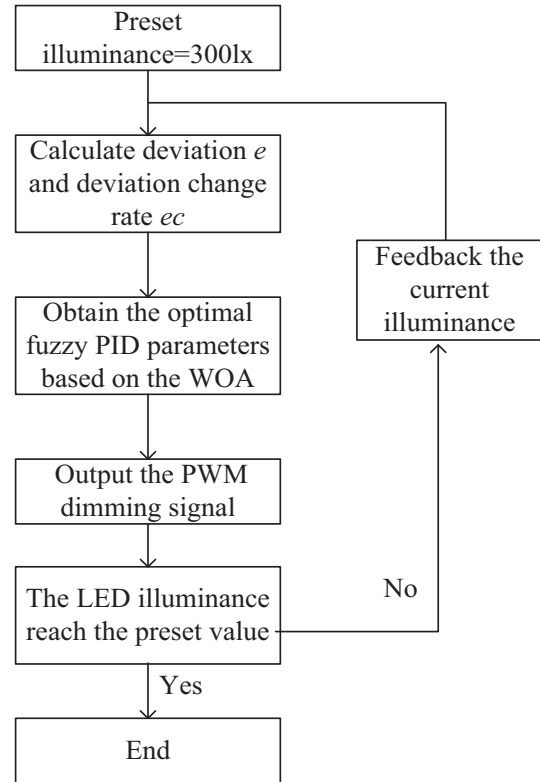 Preset
illuminance=300lx
Calculate deviation e
and deviation change
rate ec
Feedback the
current
illuminance
Obtain the optimal
fuzzy PID parameters
based on the WOA
Output the PWM
dimming signal
No
The LED illuminance
reach the preset value
Yes
End